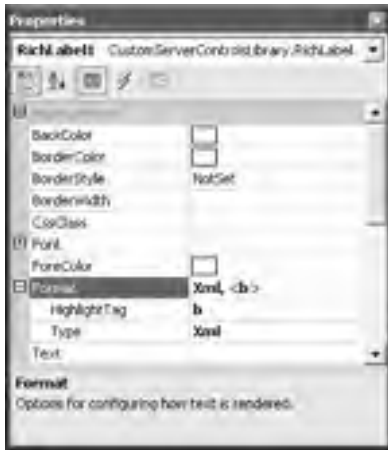 Properties
RichLabel1 CustomServerControlsLibrary.RichLabel
BackColor
BorderColor
BorderStyle NotSet
BorderWidth
CssClass
Font
ForeColor
Format Xml, <b>
HighlightTag b
Type Xml
Text
Format
Options for configuring how text is rendered.